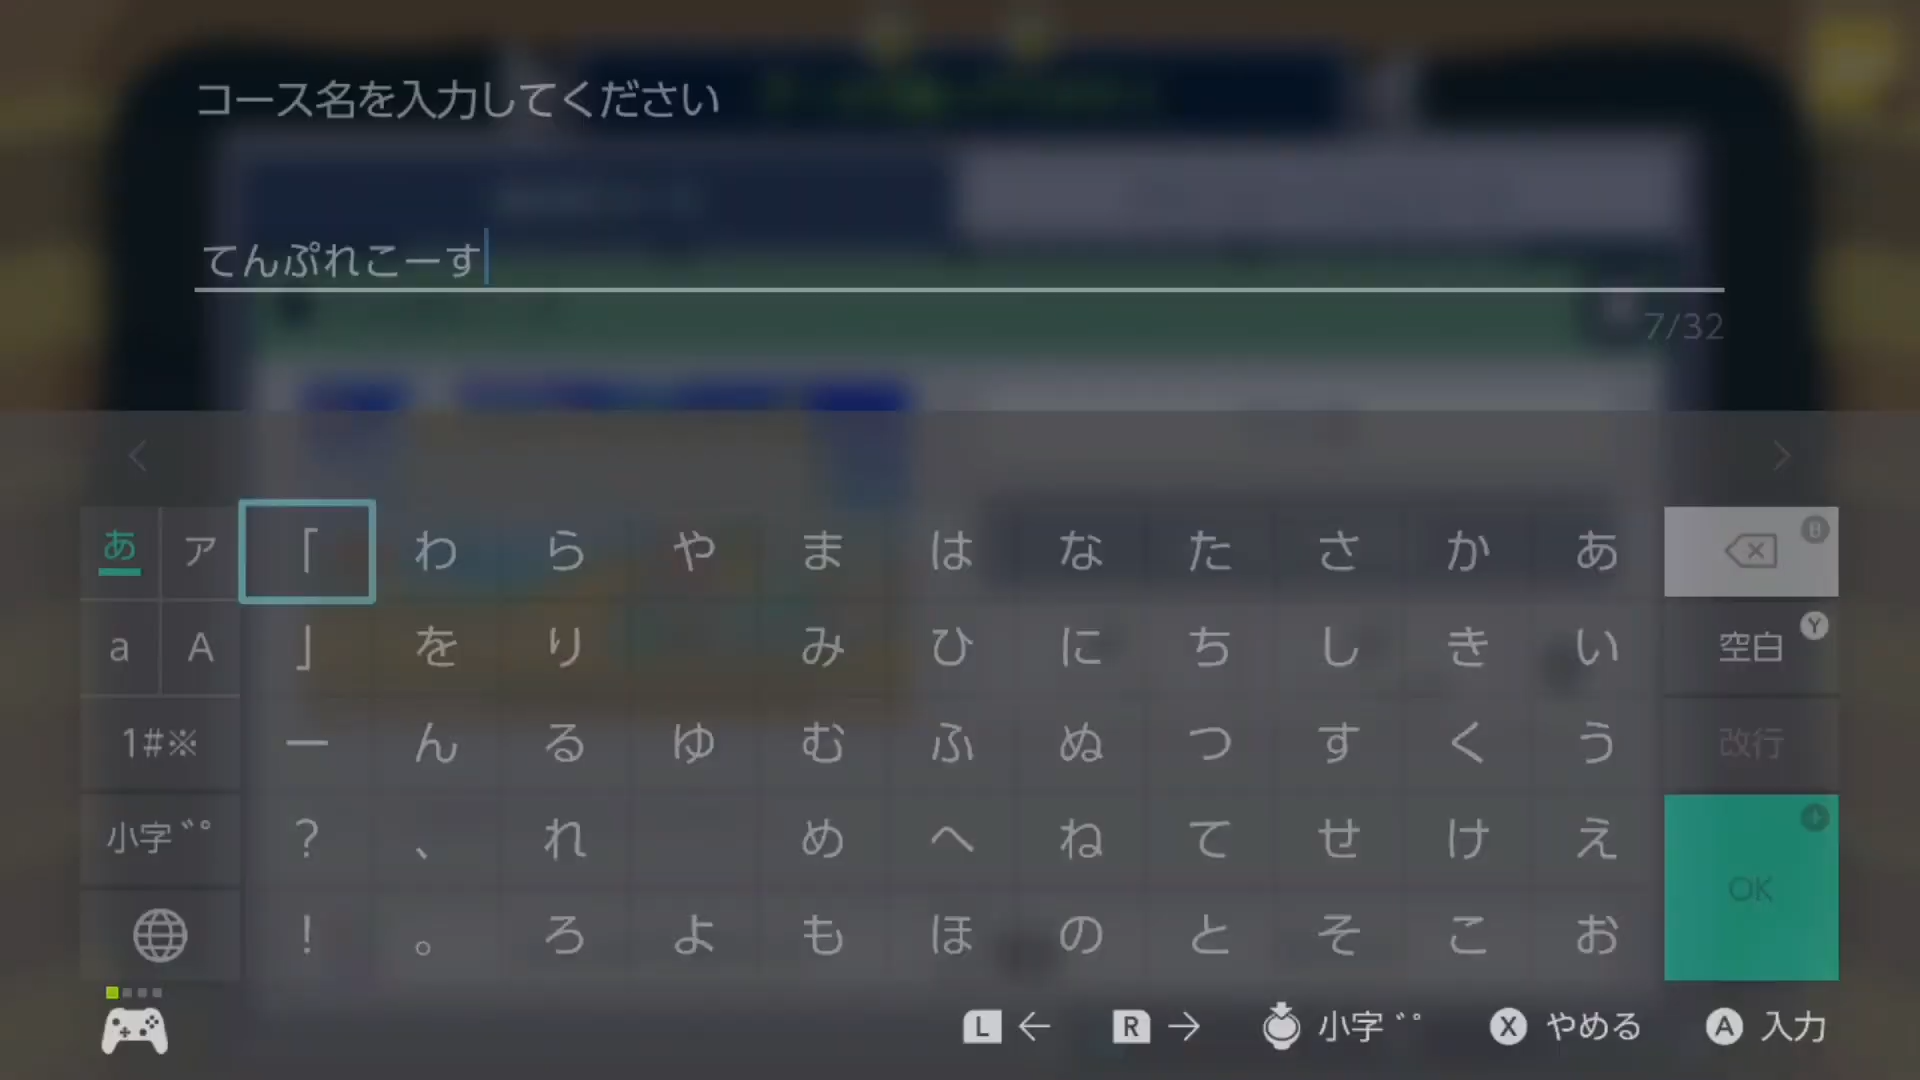 コース名を入力してください
てんぷれこーす
7/32
あ ア 「 わ ら や ま は な た さ か あ B
a A 」 を り み ひ に ち し き い 空白 Y
1#※ ー ん る ゆ む ふ ぬ つ す く う 改行
小字゛゜ ? 、 れ め へ ね て せ け え
! 。 ろ よ も ほ の と そ こ お OK
L ← R → 小字゛゜ X やめる A 入力